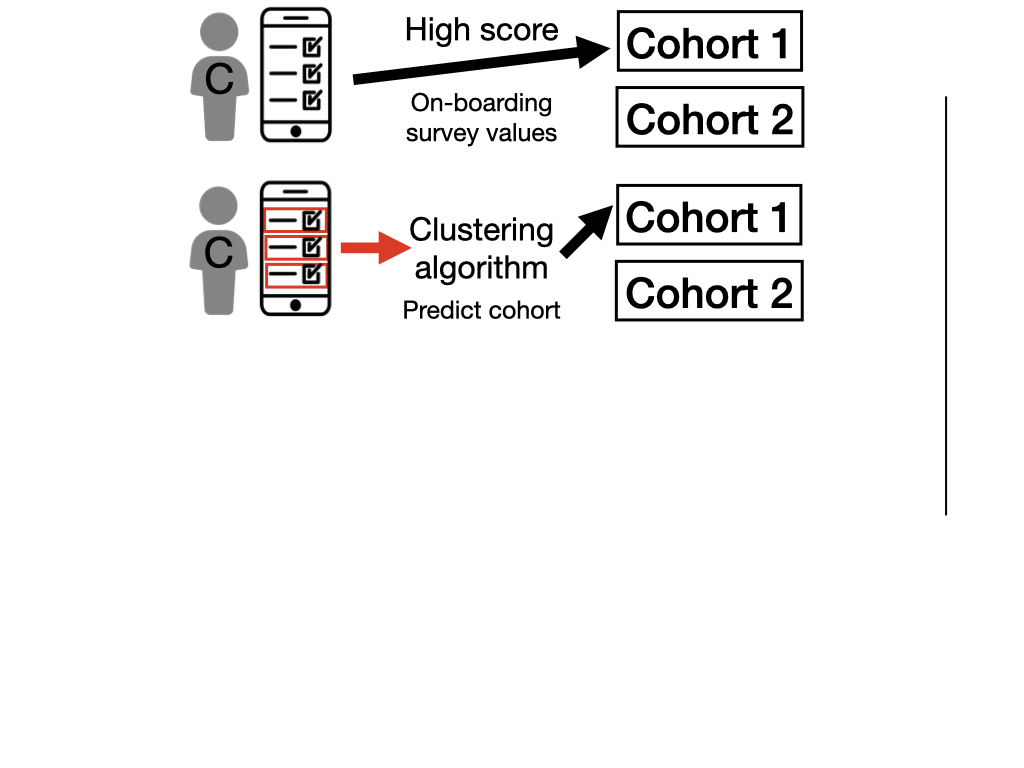 C
High score
On-boarding
survey values
Cohort 1
Cohort 2
C
Clustering
algorithm
Predict cohort
Cohort 1
Cohort 2